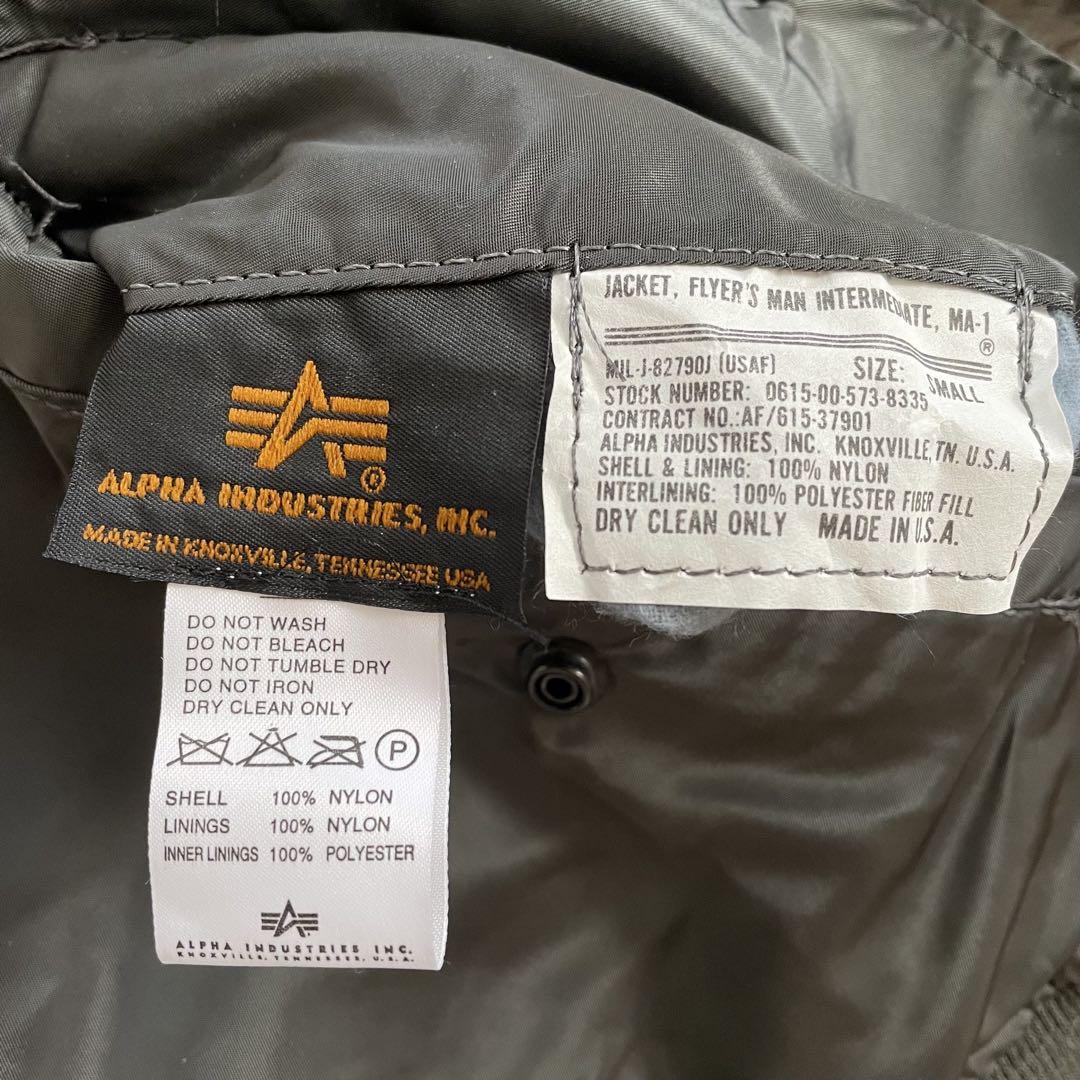 ALPHA INDUSTRIES, INC.
MADE IN KNOXVILLE, TENNESSEE USA
JACKET, FLYER'S MAN INTERMEDIATE, MA-1
®
MIL-J-82790J (USAF) SIZE: SMALL
STOCK NUMBER: 0615-00-573-8335
CONTRACT NO.:AF/615-37901
ALPHA INDUSTRIES, INC. KNOXVILLE, TN. U.S.A.
SHELL & LINING: 100% NYLON
INTERLINING: 100% POLYESTER FIBER FILL
DRY CLEAN ONLY MADE IN U.S.A.
DO NOT WASH
DO NOT BLEACH
DO NOT TUMBLE DRY
DO NOT IRON
DRY CLEAN ONLY
P
SHELL 100% NYLON
LININGS 100% NYLON
INNER LININGS 100% POLYESTER
ALPHA INDUSTRIES INC.
KNOXVILLE, TENNESSEE, U.S.A.